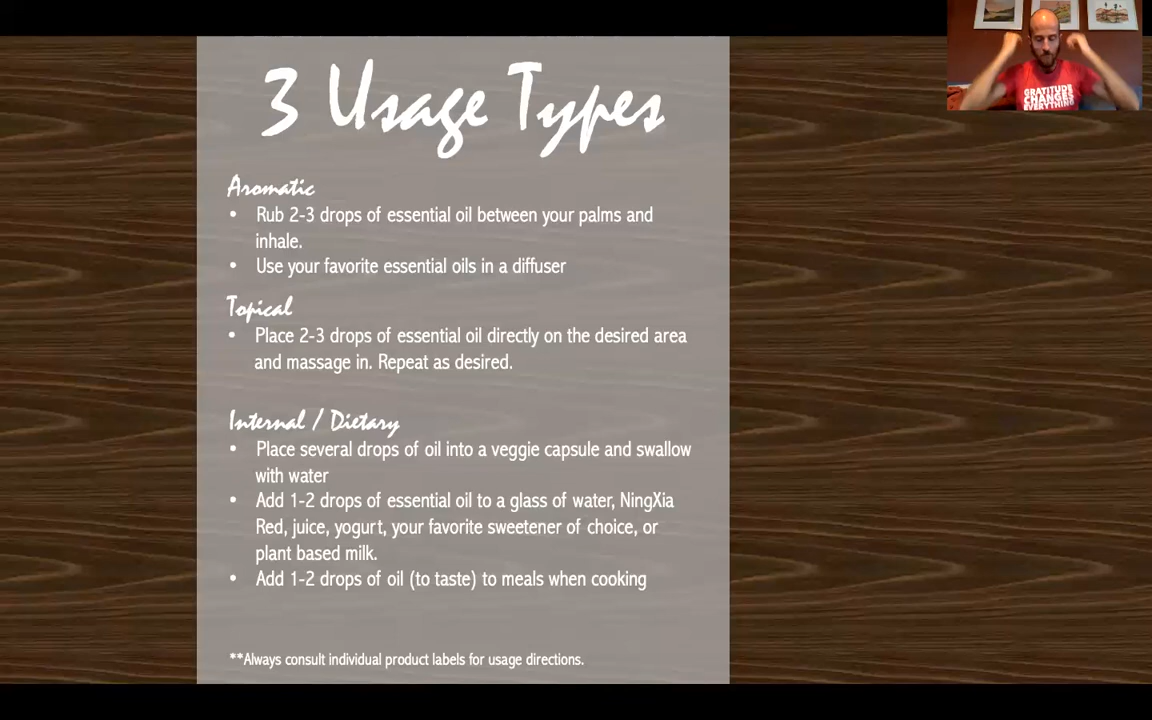 3 Usage Types
GRATITUDE
CHANGES
EVERYTHING
Aromatic
• Rub 2-3 drops of essential oil between your palms and
inhale.
• Use your favorite essential oils in a diffuser
Topical
• Place 2-3 drops of essential oil directly on the desired area
and massage in. Repeat as desired.
Internal / Dietary
• Place several drops of oil into a veggie capsule and swallow
with water
• Add 1-2 drops of essential oil to a glass of water, NingXia
Red, juice, yogurt, your favorite sweetener of choice, or
plant based milk.
• Add 1-2 drops of oil (to taste) to meals when cooking
**Always consult individual product labels for usage directions.